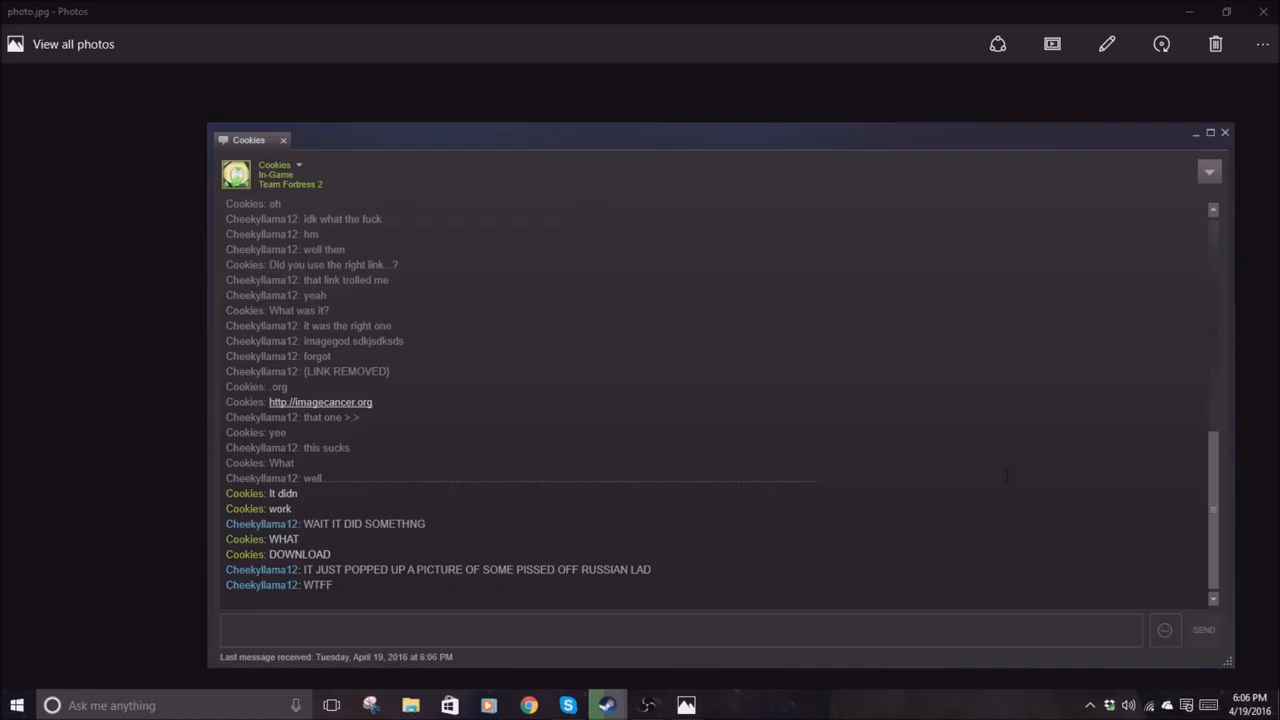 photo.jpg - Photos
View all photos
Cookies
Cookies
In-Game
Team Fortress 2
Cookies: oh
Cheekyllama12: idk what the fuck
Cheekyllama12: hm
Cheekyllama12: well then
Cookies: Did you use the right link...?
Cheekyllama12: that link trolled me
Cheekyllama12: yeah
Cookies: What was it?
Cheekyllama12: it was the right one
Cheekyllama12: imagegod.sdkjsdksds
Cheekyllama12: forgot
Cheekyllama12: {LINK REMOVED}
Cookies: .org
Cookies: http://imagecancer.org
Cheekyllama12: that one >.>
Cookies: yee
Cheekyllama12: this sucks
Cookies: What
Cheekyllama12: well...........................................................................................................................................................
Cookies: It didn
Cookies: work
Cheekyllama12: WAIT IT DID SOMETHNG
Cookies: WHAT
Cookies: DOWNLOAD
Cheekyllama12: IT JUST POPPED UP A PICTURE OF SOME PISSED OFF RUSSIAN LAD
Cheekyllama12: WTFF
SEND
Last message received: Tuesday, April 19, 2016 at 6:06 PM
Ask me anything
6:06 PM
4/19/2016